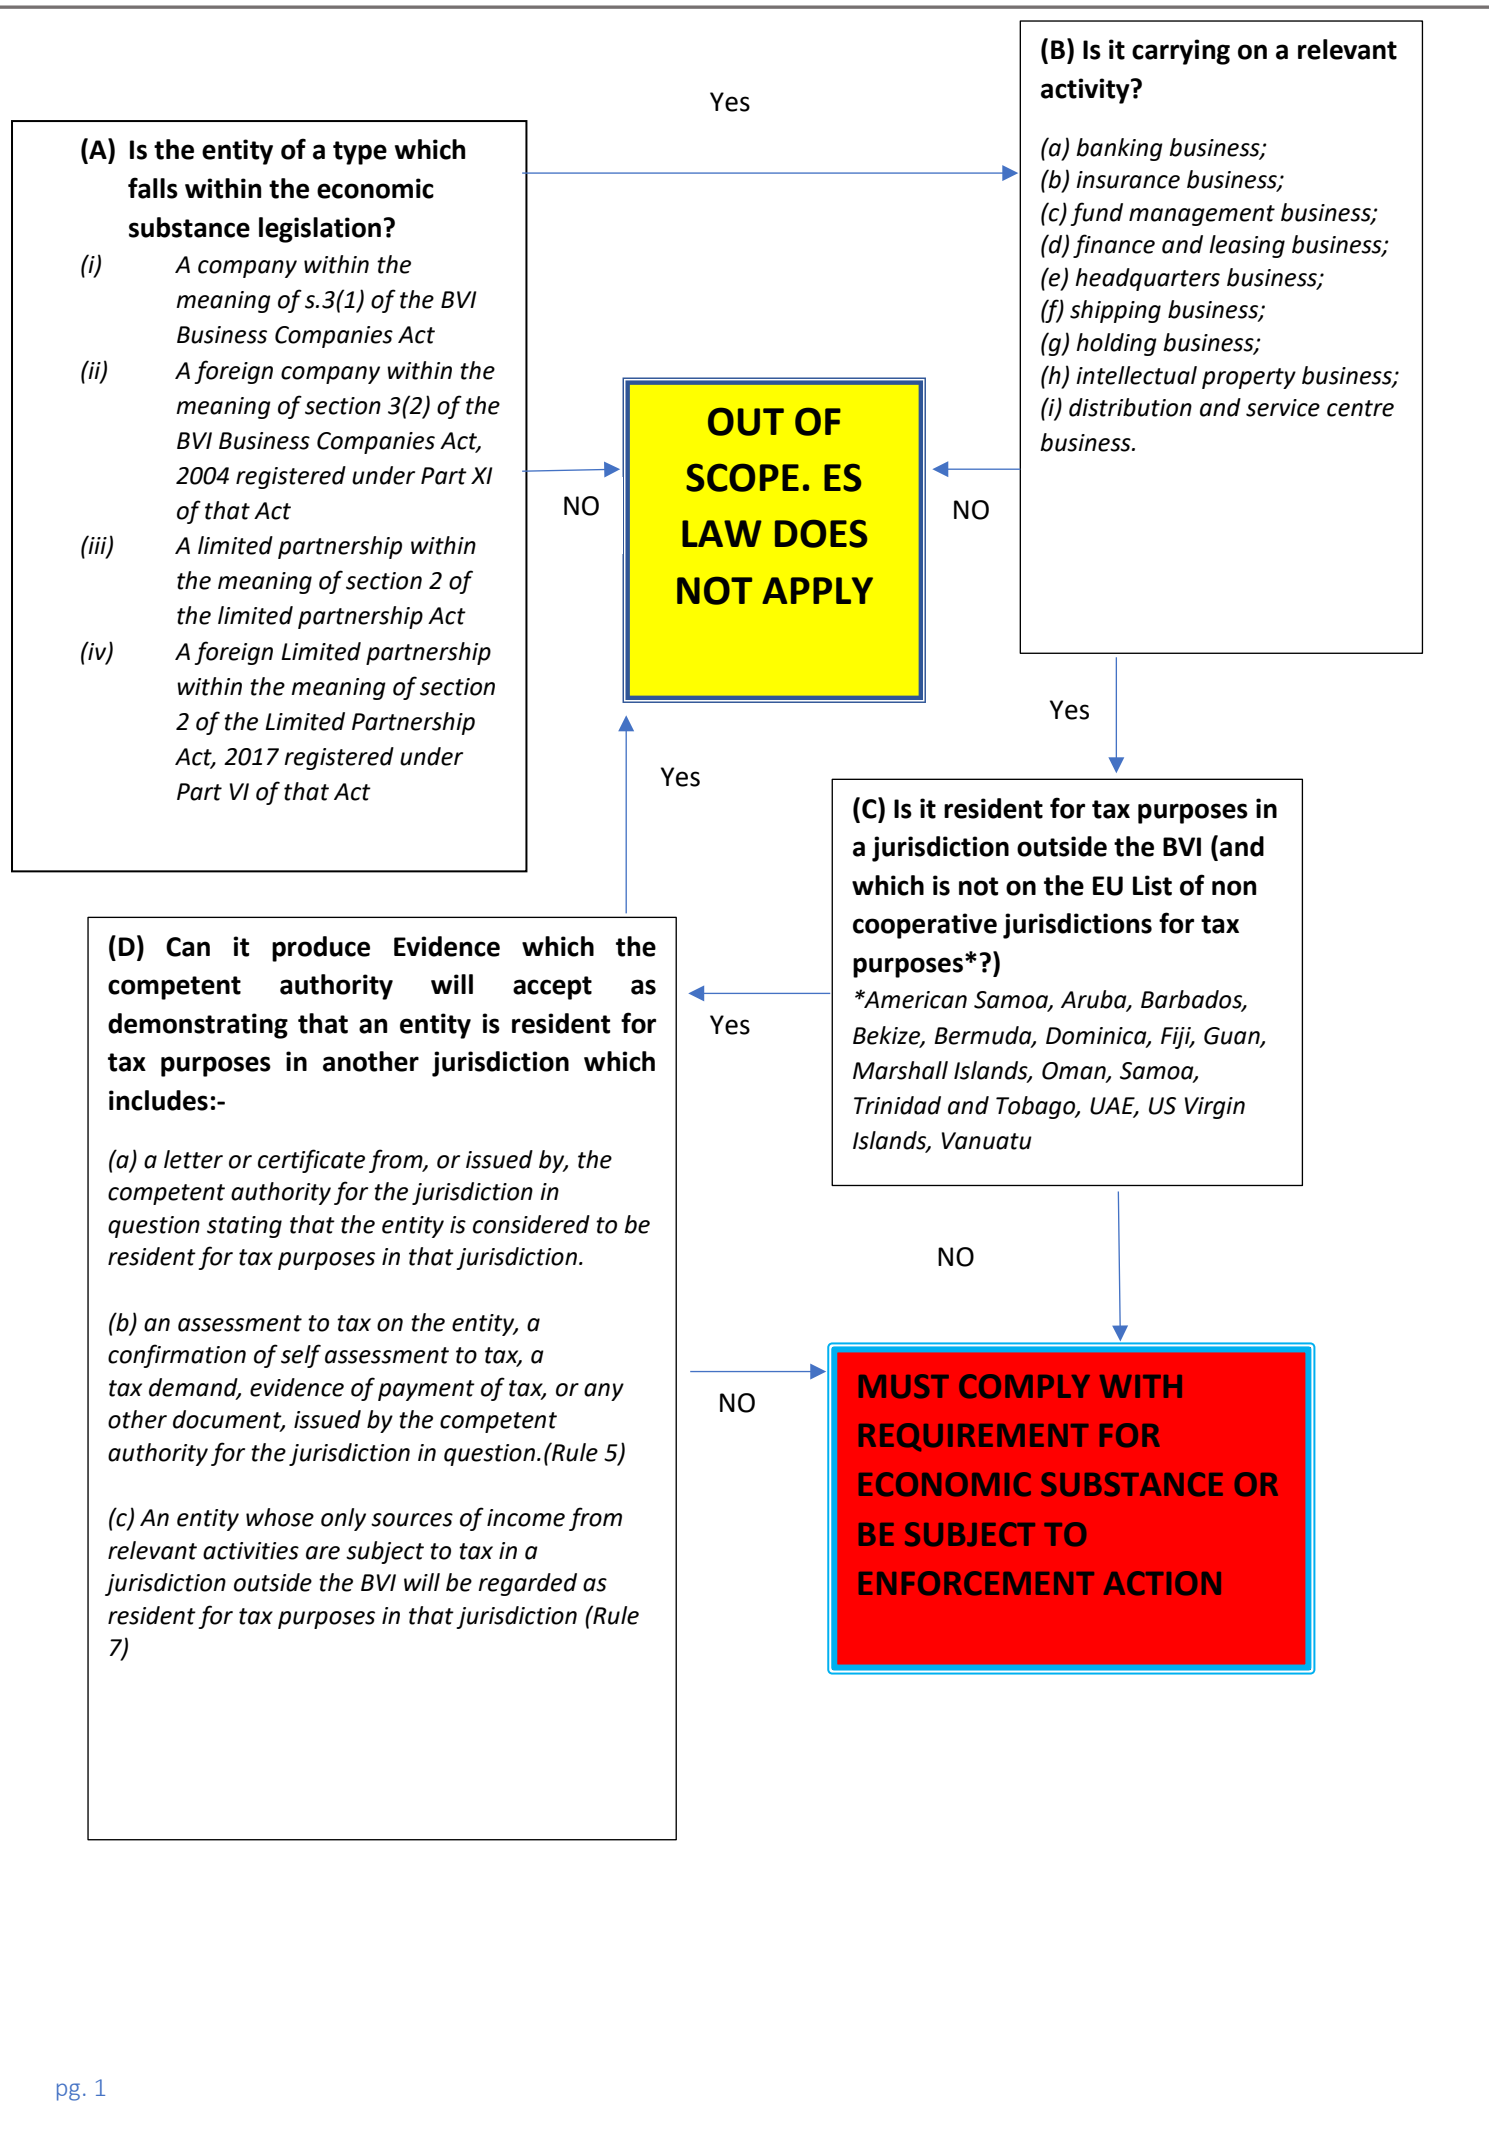 Yes
(A) Is the entity of a type which
falls within the economic
substance legislation?
(i) A company within the
meaning of s.3(1) of the BVI
Business Companies Act
(ii) A foreign company within the
meaning of section 3(2) of the
BVI Business Companies Act,
2004 registered under Part XI
of that Act
(iii) A limited partnership within
the meaning of section 2 of
the limited partnership Act
(iv) A foreign Limited partnership
within the meaning of section
2 of the Limited Partnership
Act, 2017 registered under
Part VI of that Act
(B) Is it carrying on a relevant
activity?
(a) banking business;
(b) insurance business;
(c) fund management business;
(d) finance and leasing business;
(e) headquarters business;
(f) shipping business;
(g) holding business;
(h) intellectual property business;
(i) distribution and service centre
business.
OUT OF
SCOPE. ES
LAW DOES
NOT APPLY
NO
NO
Yes
Yes
(C) Is it resident for tax purposes in
a jurisdiction outside the BVI (and
which is not on the EU List of non
cooperative jurisdictions for tax
purposes*?)
*American Samoa, Aruba, Barbados,
Bekize, Bermuda, Dominica, Fiji, Guan,
Marshall Islands, Oman, Samoa,
Trinidad and Tobago, UAE, US Virgin
Islands, Vanuatu
Yes
(D) Can it produce Evidence which the
competent authority will accept as
demonstrating that an entity is resident for
tax purposes in another jurisdiction which
includes:-
(a) a letter or certificate from, or issued by, the
competent authority for the jurisdiction in
question stating that the entity is considered to be
resident for tax purposes in that jurisdiction.
(b) an assessment to tax on the entity, a
confirmation of self assessment to tax, a
tax demand, evidence of payment of tax, or any
other document, issued by the competent
authority for the jurisdiction in question.(Rule 5)
(c) An entity whose only sources of income from
relevant activities are subject to tax in a
jurisdiction outside the BVI will be regarded as
resident for tax purposes in that jurisdiction (Rule
7)
NO
NO
MUST COMPLY WITH
REQUIREMENT FOR
ECONOMIC SUBSTANCE OR
BE SUBJECT TO
ENFORCEMENT ACTION
pg. 1